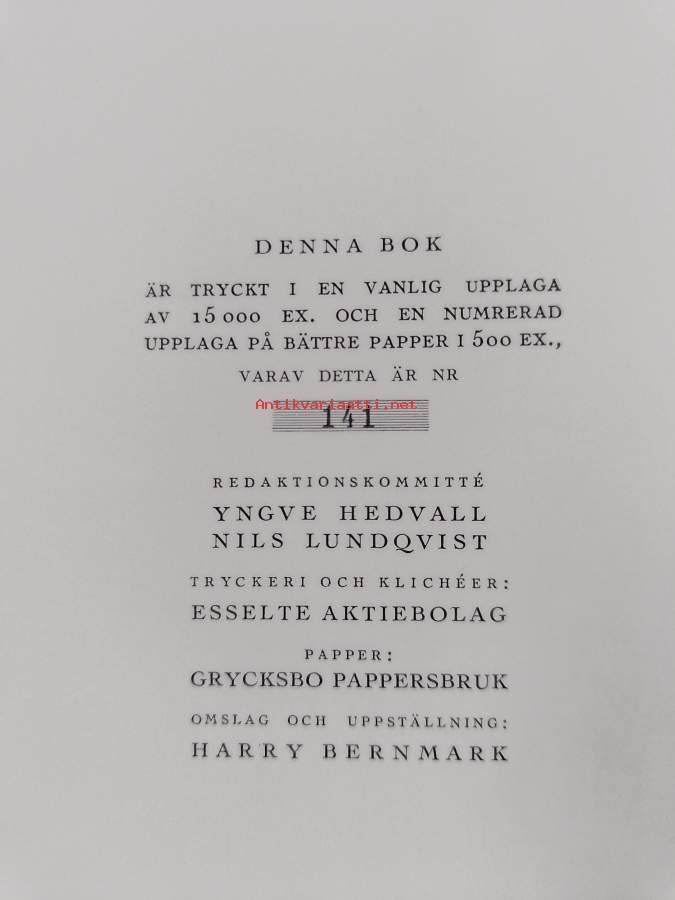 DENNA BOK
ÄR TRYCKT I EN VANLIG UPPLAGA
AV 15 000 EX. OCH EN NUMRERAD
UPPLAGA PÅ BÄTTRE PAPPER I 500 EX.,
VARAV DETTA ÄR NR
Antikvariaatti.net
141
REDAKTIONSKOMMITTÉ
YNGVE HEDVALL
NILS LUNDQVIST
TRYCKERI OCH KLICHÉER:
ESSELTE AKTIEBOLAG
PAPPER:
GRYCKSBO PAPPERSBRUK
OMSLAG OCH UPPSTÄLLNING:
HARRY BERNMARK